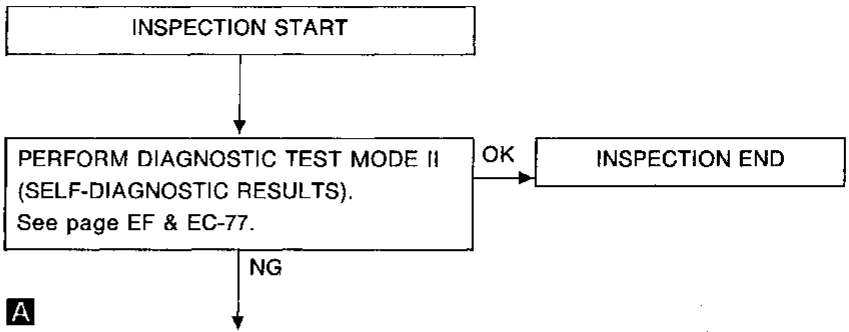 INSPECTION START
PERFORM DIAGNOSTIC TEST MODE II
(SELF-DIAGNOSTIC RESULTS).
See page EF & EC-77.
OK
INSPECTION END
NG
A